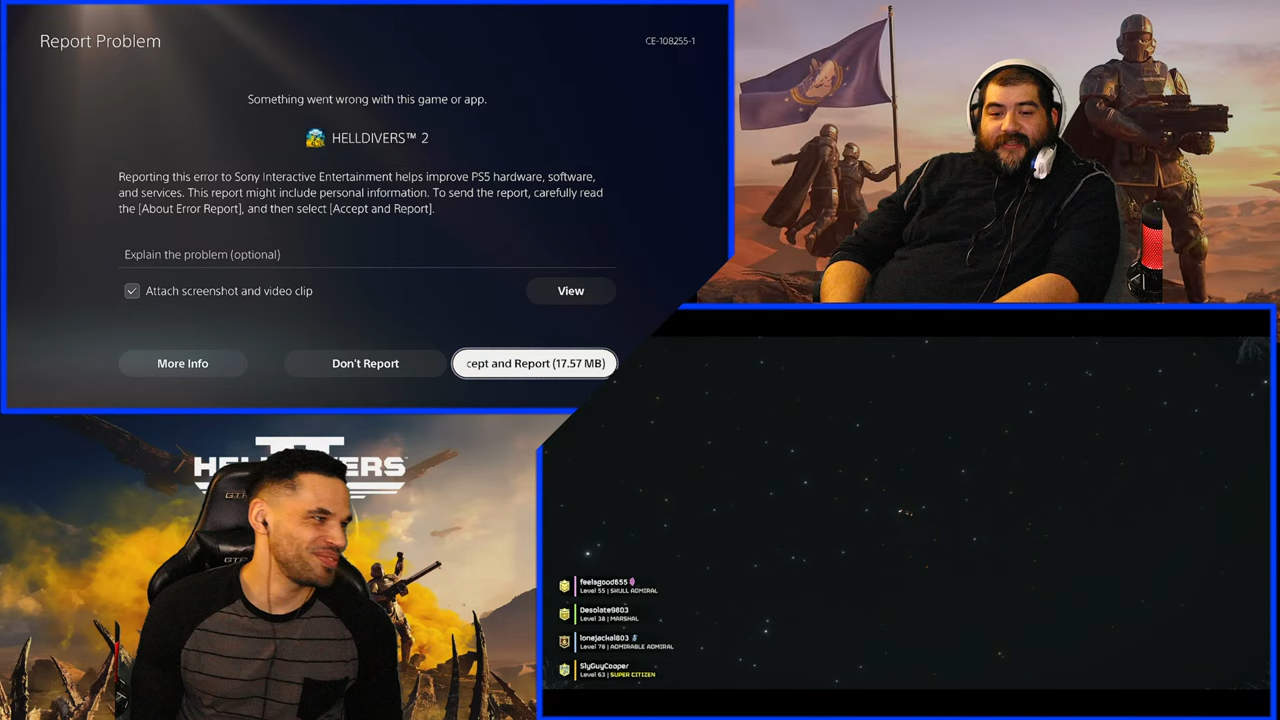 Report Problem
CE-108255-1
Something went wrong with this game or app.
HELLDIVERS™ 2
Reporting this error to Sony Interactive Entertainment helps improve PS5 hardware, software,
and services. This report might include personal information. To send the report, carefully read
the [About Error Report], and then select [Accept and Report].
Explain the problem (optional)
Attach screenshot and video clip
View
More Info
Don't Report
cept and Report (17.57 MB)
HE
ERS
GTR
GTR
feelsgood655
Level 55 | SKULL ADMIRAL
Desolate9803
Level 38 | MARSHAL
lonejackal803
Level 78 | ADMIRABLE ADMIRAL
SlyGuyCooper
Level 63 | SUPER CITIZEN